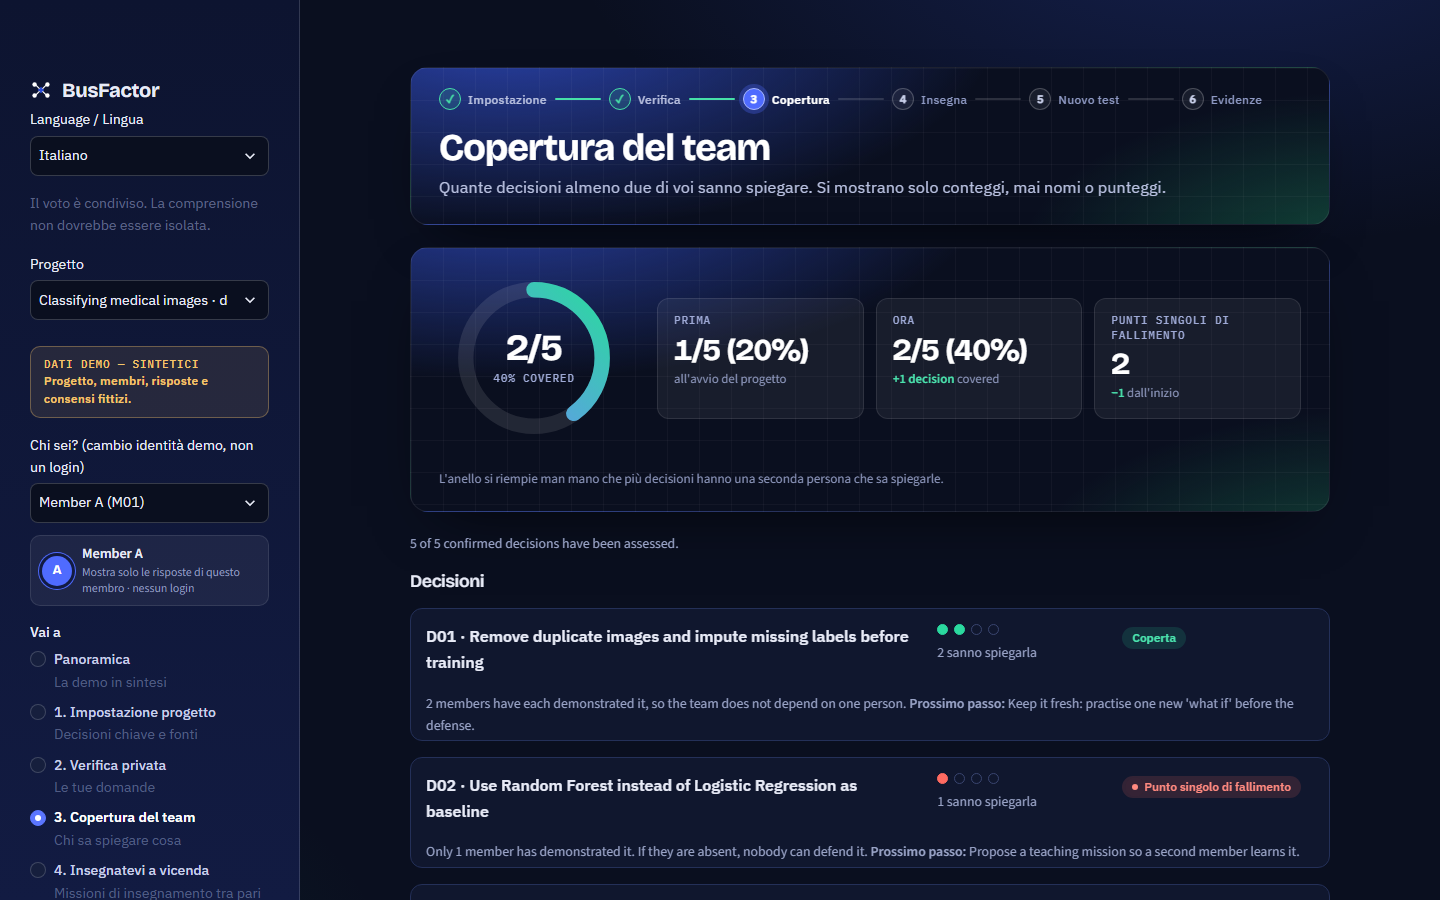 BusFactor
Language / Lingua
Italiano
Il voto è condiviso. La comprensione
non dovrebbe essere isolata.
Progetto
Classifying medical images · d
DATI DEMO — SINTETICI
Progetto, membri, risposte e
consensi fittizi.
Chi sei? (cambio identità demo, non
un login)
Member A (M01)
A
Member A
Mostra solo le risposte di questo
membro · nessun login
Vai a
Panoramica
La demo in sintesi
1. Impostazione progetto
Decisioni chiave e fonti
2. Verifica privata
Le tue domande
3. Copertura del team
Chi sa spiegare cosa
4. Insegnatevi a vicenda
Missioni di insegnamento tra pari
✓ Impostazione ✓ Verifica 3 Copertura 4 Insegna 5 Nuovo test 6 Evidenze
Copertura del team
Quante decisioni almeno due di voi sanno spiegare. Si mostrano solo conteggi, mai nomi o punteggi.
2/5
40% COVERED
PRIMA
1/5 (20%)
all'avvio del progetto
ORA
2/5 (40%)
+1 decision covered
PUNTI SINGOLI DI
FALLIMENTO
2
−1 dall'inizio
L'anello si riempie man mano che più decisioni hanno una seconda persona che sa spiegarle.
5 of 5 confirmed decisions have been assessed.
Decisioni
D01 · Remove duplicate images and impute missing labels before
training
2 sanno spiegarla
Coperta
2 members have each demonstrated it, so the team does not depend on one person. Prossimo passo: Keep it fresh: practise one new 'what if' before the
defense.
D02 · Use Random Forest instead of Logistic Regression as
baseline
1 sanno spiegarla
Punto singolo di fallimento
Only 1 member has demonstrated it. If they are absent, nobody can defend it. Prossimo passo: Propose a teaching mission so a second member learns it.